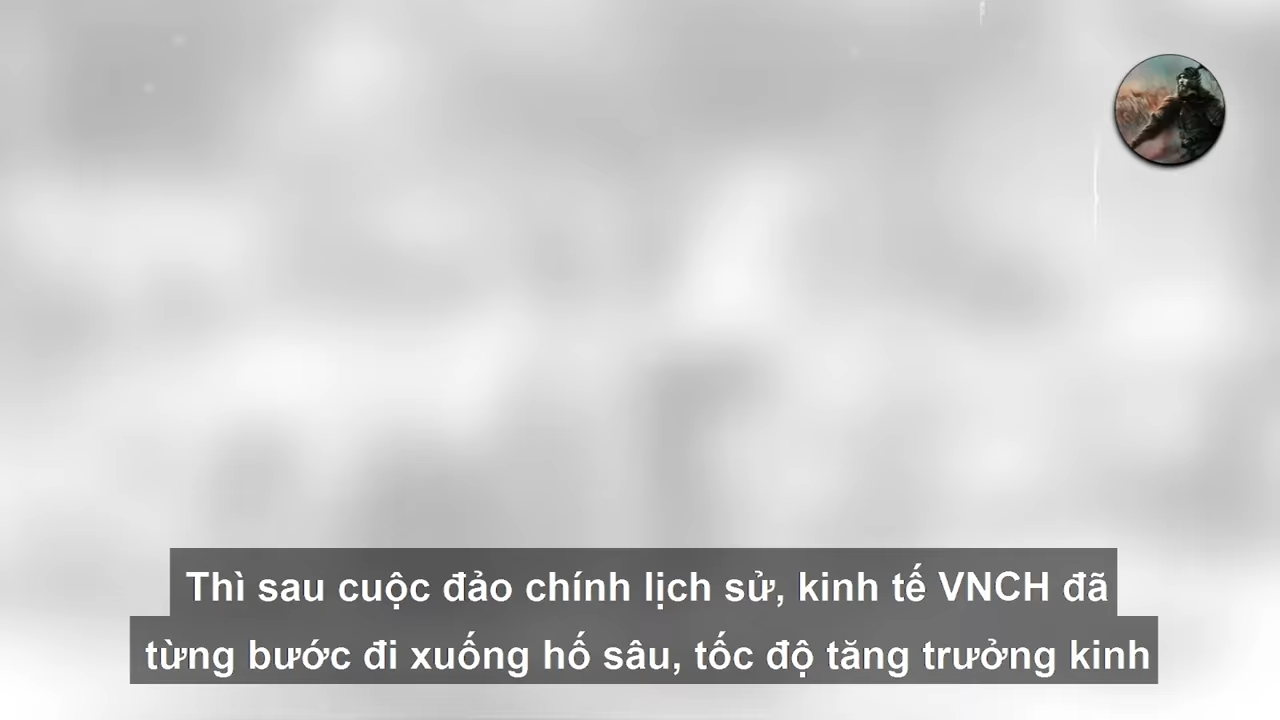 Thì sau cuộc đảo chính lịch sử, kinh tế VNCH đã
từng bước đi xuống hố sâu, tốc độ tăng trưởng kinh